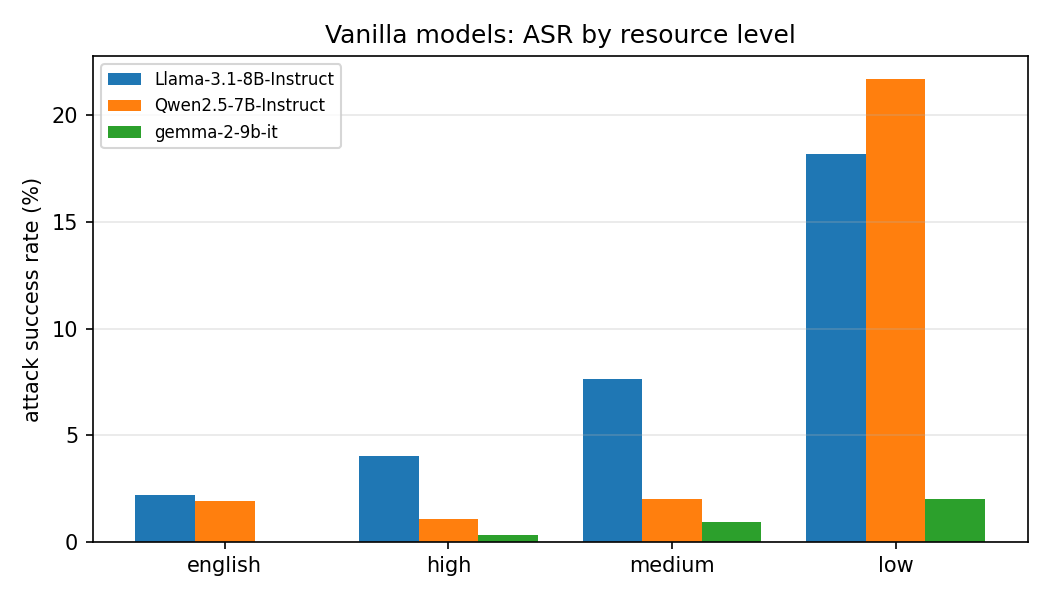 Vanilla models: ASR by resource level
Llama-3.1-8B-Instruct
Qwen2.5-7B-Instruct
gemma-2-9b-it
attack success rate (%)
20
15
10
5
0
english high medium low